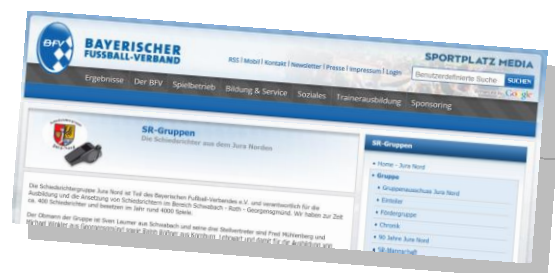 BFV
BAYERISCHER
FUSSBALL-VERBAND
RSS | Mobil | Kontakt | Newsletter | Presse | Impressum | Login
SPORTPLATZ MEDIA
Benutzerdefinierte Suche SUCHEN
Google
Ergebnisse Der BFV Spielbetrieb Bildung & Service Soziales Trainerausbildung Sponsoring
SR-Gruppen
Die Schiedsrichter aus dem Jura Norden
Die Schiedsrichtergruppe Jura Nord ist Teil des Bayerischen Fußball-Verbandes e.V. und verantwortlich für die
Ausbildung und die Ansetzung von Schiedsrichtern im Bereich Schwabach - Roth - Georgensgmünd. Wir haben zur Zeit
ca. 400 Schiedsrichter und besetzen im Jahr rund 4000 Spiele.
Der Obmann der Gruppe ist Sven Laumer aus Schwabach und seine drei Stellvertreter sind Fred Mühlenberg und
Michael Winkler aus Georgensgmünd sowie
SR-Gruppen
Home - Jura Nord
Gruppe
Gruppenausschuss Jura Nord
Einteiler
Fördergruppe
Chronik
90 Jahre Jura Nord
SR-Mannschaft